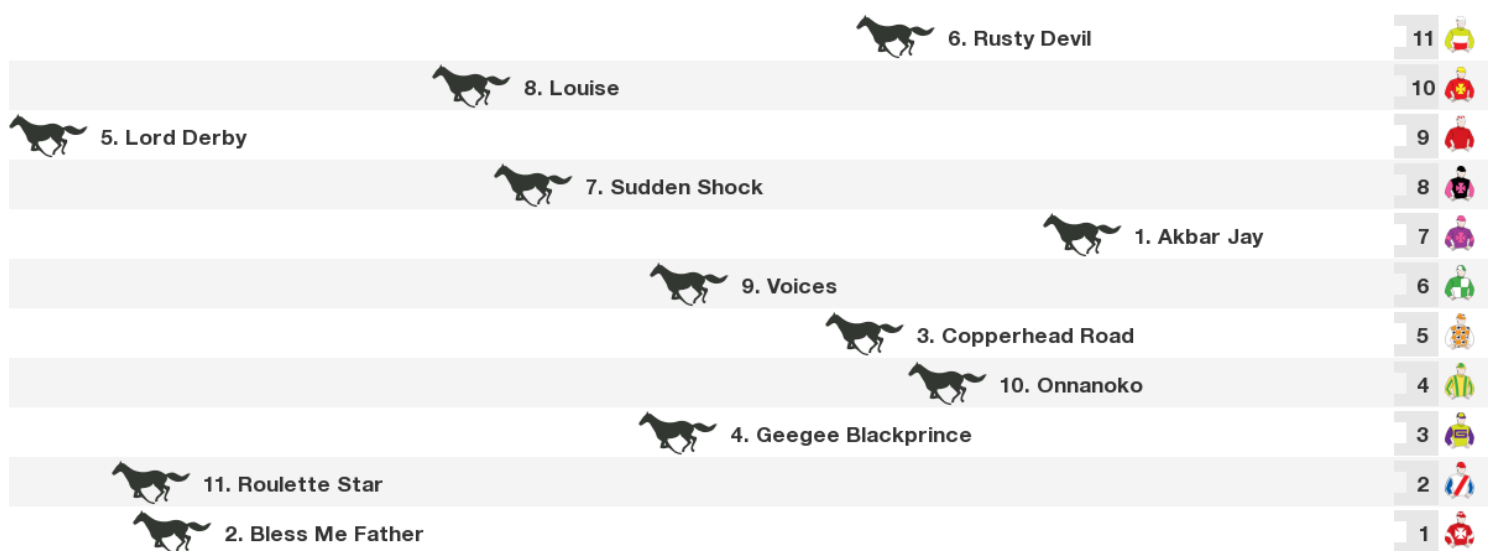 6. Rusty Devil 11
8. Louise 10
5. Lord Derby 9
7. Sudden Shock 8
1. Akbar Jay 7
9. Voices 6
3. Copperhead Road 5
10. Onnanoko 4
4. Geegee Blackprince 3
11. Roulette Star 2
2. Bless Me Father 1